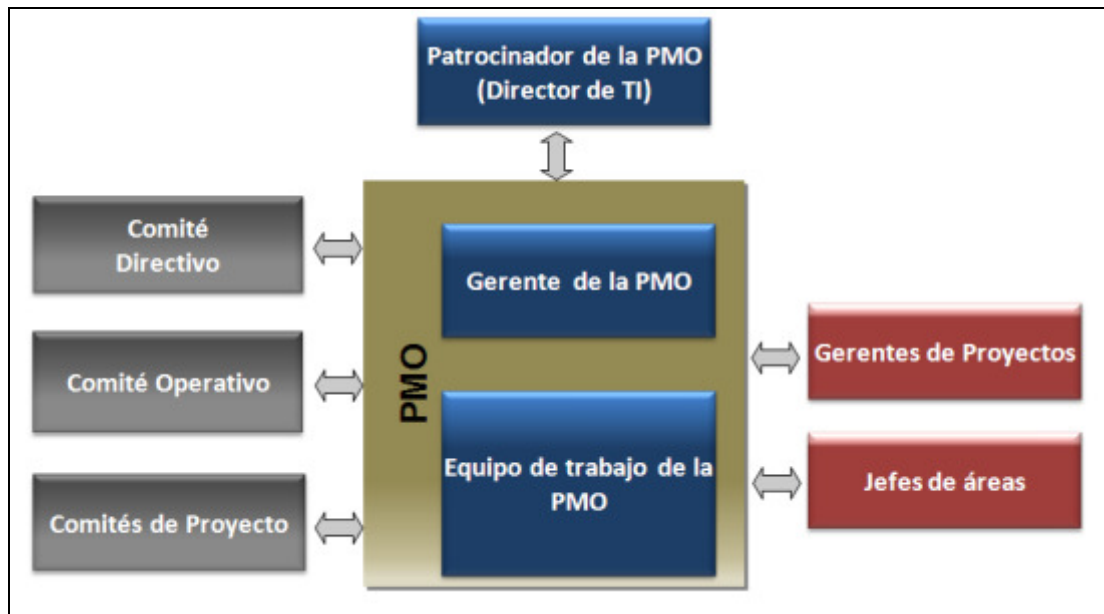 Patrocinador de la PMO
(Director de TI)
Comité
Directivo
Comité Operativo
Comités de Proyecto
PMO
Gerente de la PMO
Equipo de trabajo de la
PMO
Gerentes de Proyectos
Jefes de áreas